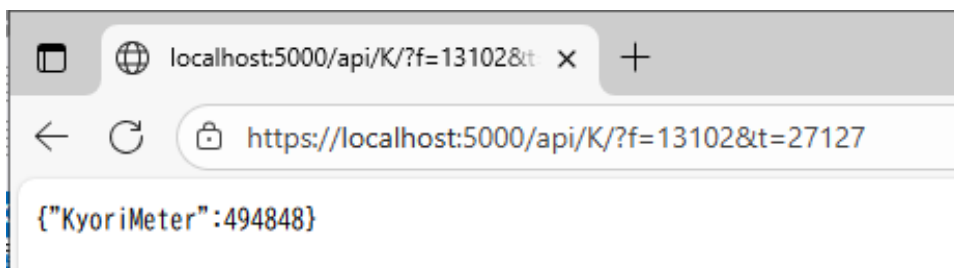 localhost:5000/api/K/?f=13102&t
https://localhost:5000/api/K/?f=13102&t=27127
{"KyoriMeter":494848}